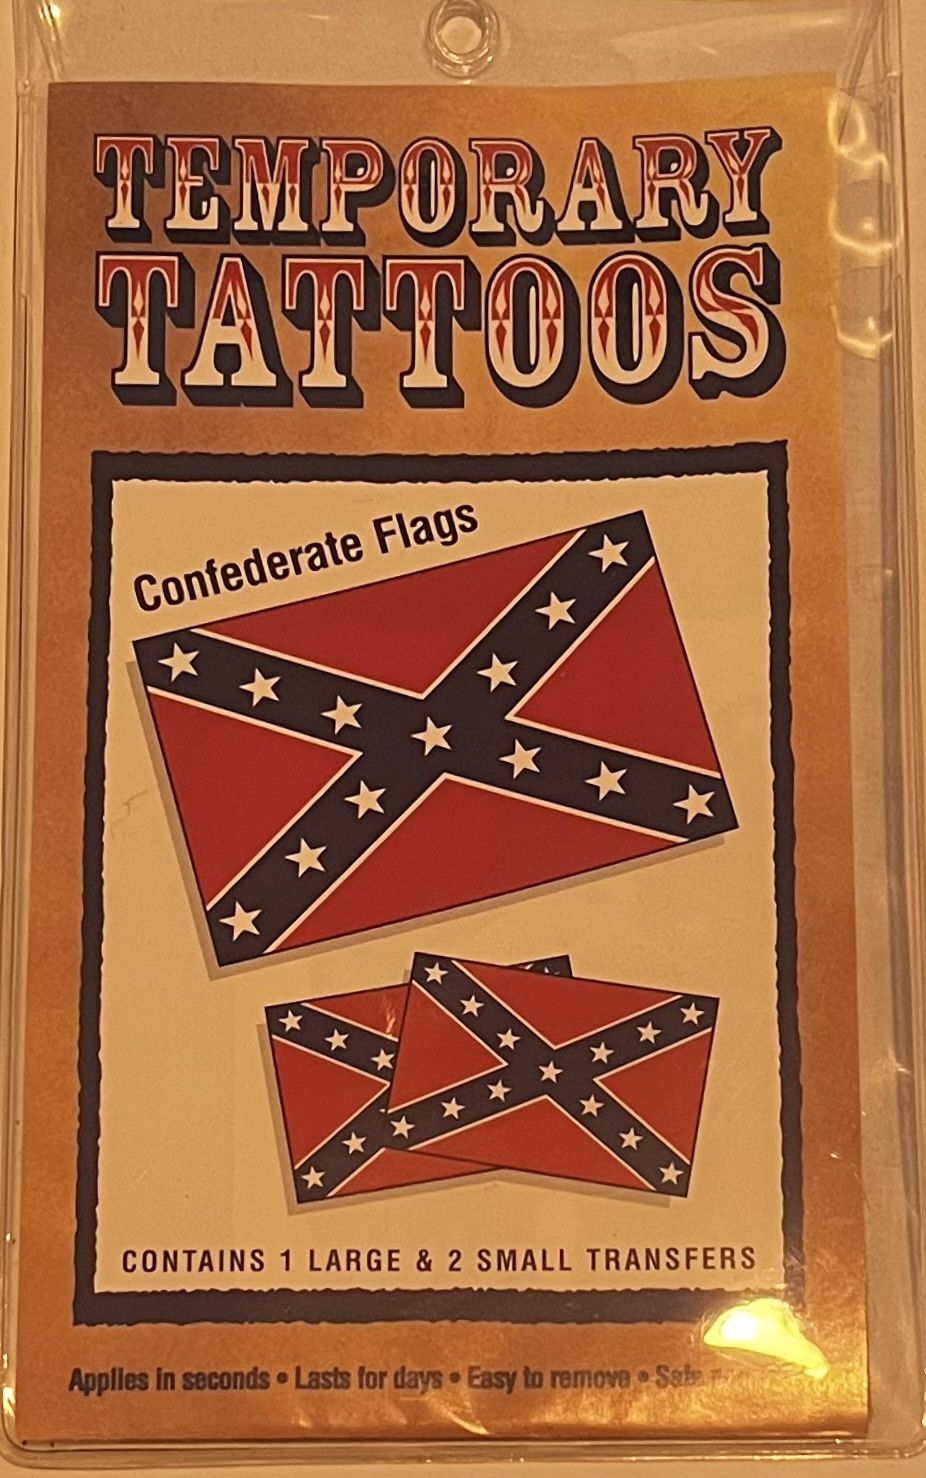 TEMPORARY
TATTOOS
Confederate Flags
CONTAINS 1 LARGE & 2 SMALL TRANSFERS
Applies in seconds • Lasts for days • Easy to remove •